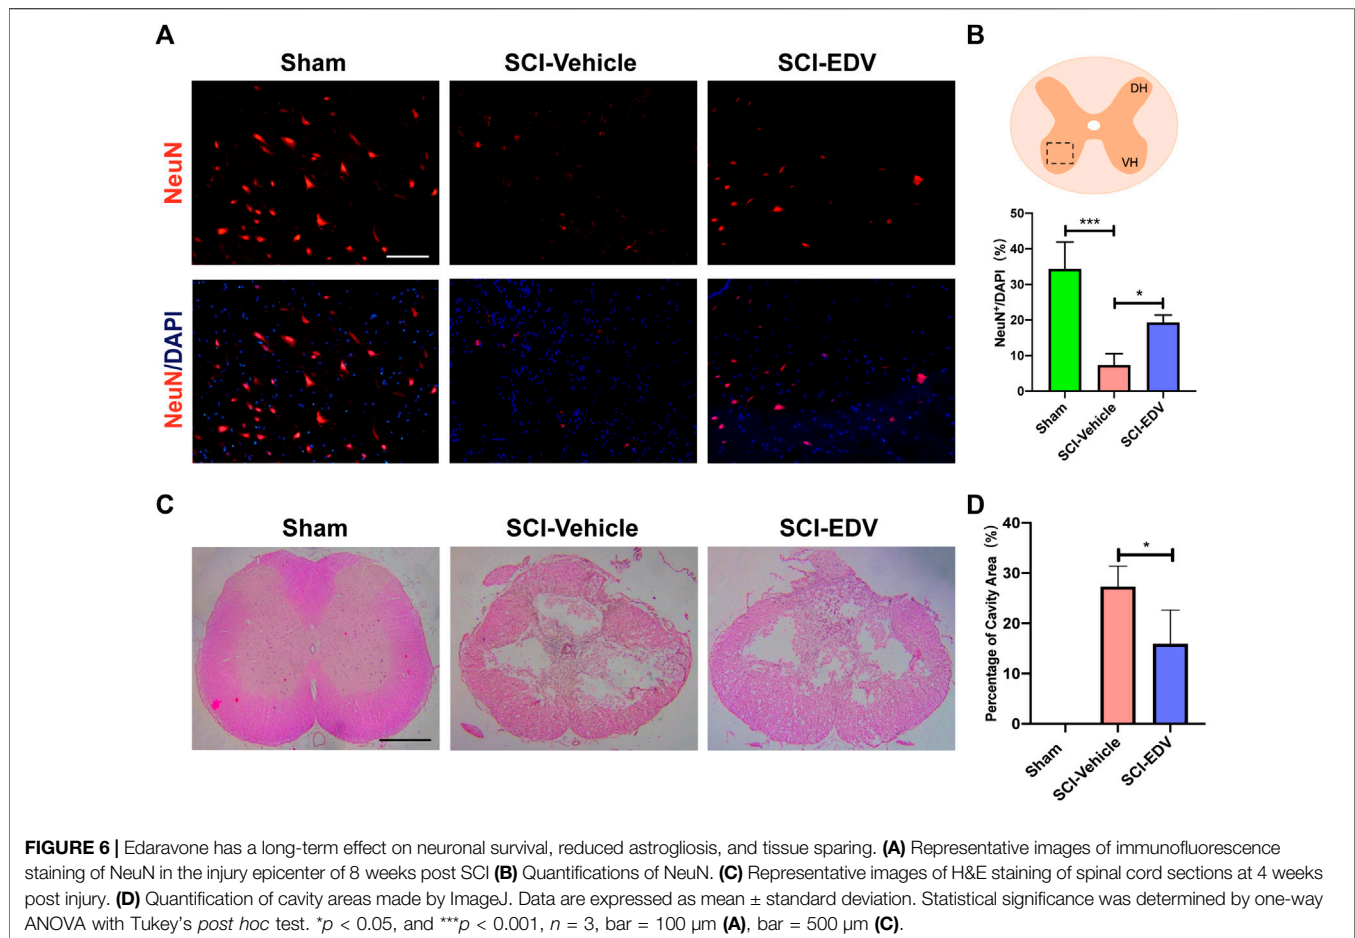 A
Sham
SCI-Vehicle
SCI-EDV
NeuN
NeuN/DAPI
B
DH
VH
NeuN⁺/DAPI (%)
50
40
30
20
10
0
***
*
Sham
SCI-Vehicle
SCI-EDV
C
Sham
SCI-Vehicle
SCI-EDV
D
Percentage of Cavity Area (%)
40
30
20
10
0
*
Sham
SCI-Vehicle
SCI-EDV
FIGURE 6 | Edaravone has a long-term effect on neuronal survival, reduced astrogliosis, and tissue sparing. (A) Representative images of immunofluorescence
staining of NeuN in the injury epicenter of 8 weeks post SCI (B) Quantifications of NeuN. (C) Representative images of H&E staining of spinal cord sections at 4 weeks
post injury. (D) Quantification of cavity areas made by ImageJ. Data are expressed as mean ± standard deviation. Statistical significance was determined by one-way
ANOVA with Tukey's post hoc test. *p < 0.05, and ***p < 0.001, n = 3, bar = 100 µm (A), bar = 500 µm (C).